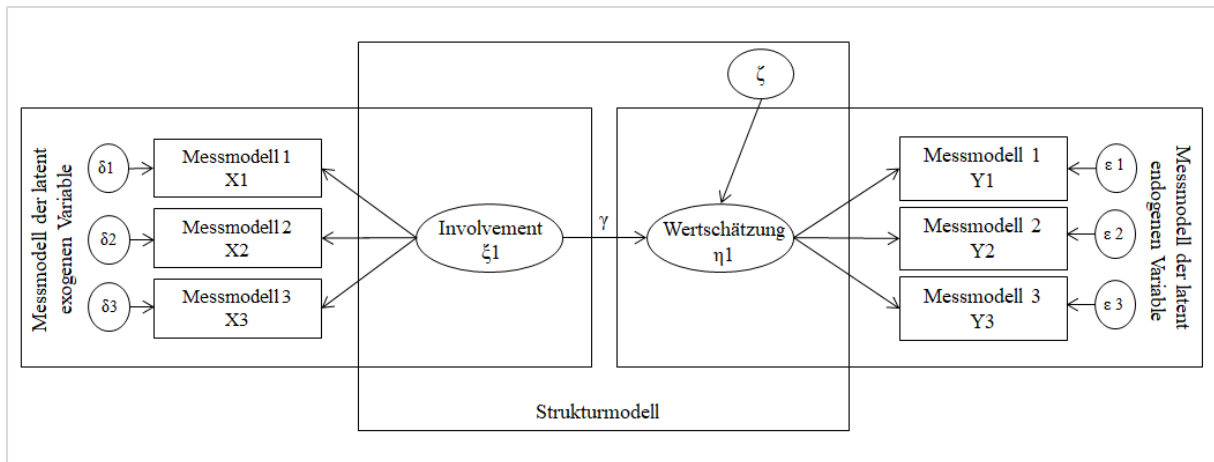 Messmodell der latent
exogenen Variable
δ1
Messmodell 1
X1
δ2
Messmodell 2
X2
δ3
Messmodell 3
X3
Involvement
ξ1
γ
ζ
Wertschätzung
η1
Messmodell 1
Y1
ε 1
Messmodell 2
Y2
ε 2
Messmodell 3
Y3
ε 3
Messmodell der latent
endogenen Variable
Strukturmodell